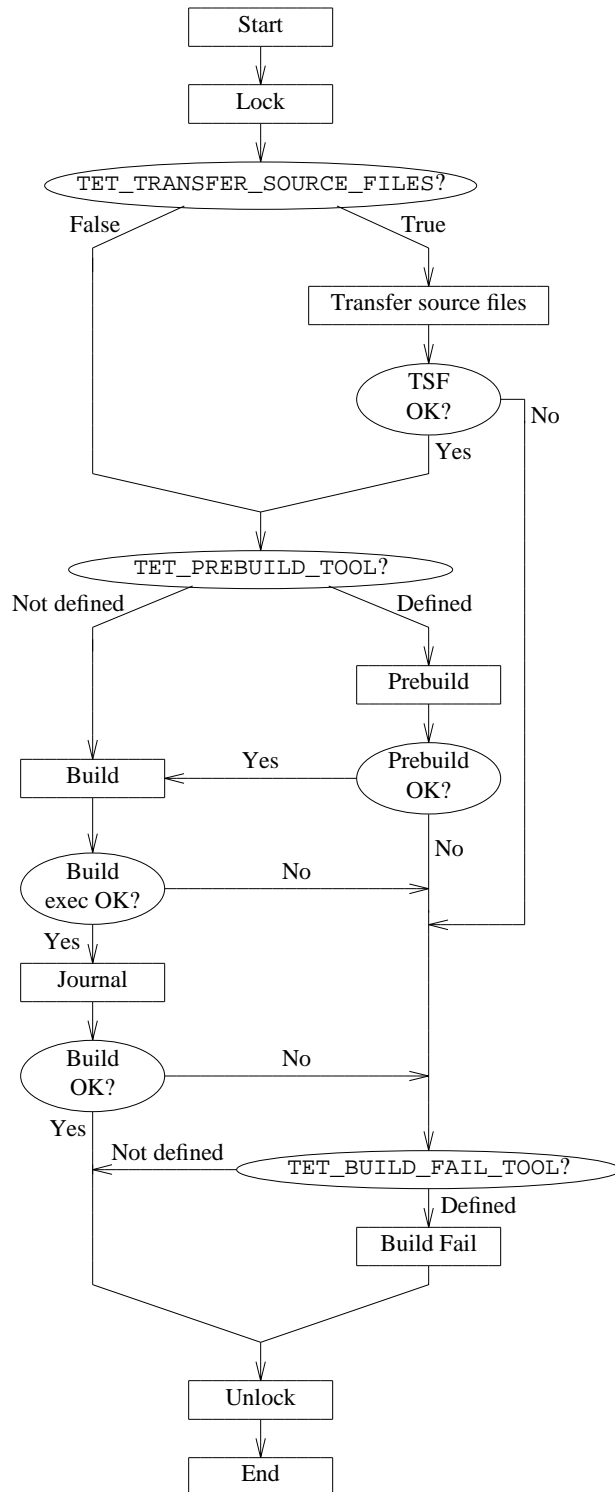 Start
Lock
TET_TRANSFER_SOURCE_FILES?
False
True
Transfer source files
TSF
OK?
No
Yes
TET_PREBUILD_TOOL?
Not defined
Defined
Prebuild
Build
Yes
Prebuild
OK?
No
Build
exec OK?
No
Yes
Journal
Build
OK?
No
Yes
Not defined
TET_BUILD_FAIL_TOOL?
Defined
Build Fail
Unlock
End